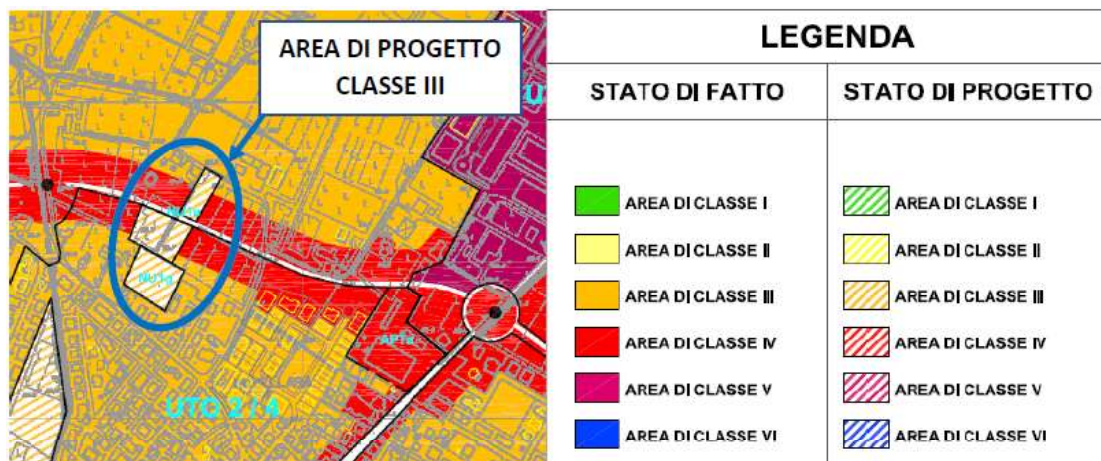 AREA DI PROGETTO
CLASSE III
U
NU1a
AP1a
UTO 2 / 4
LEGENDA
STATO DI FATTO
STATO DI PROGETTO
AREA DI CLASSE I
AREA DI CLASSE I
AREA DI CLASSE II
AREA DI CLASSE II
AREA DI CLASSE III
AREA DI CLASSE III
AREA DI CLASSE IV
AREA DI CLASSE IV
AREA DI CLASSE V
AREA DI CLASSE V
AREA DI CLASSE VI
AREA DI CLASSE VI